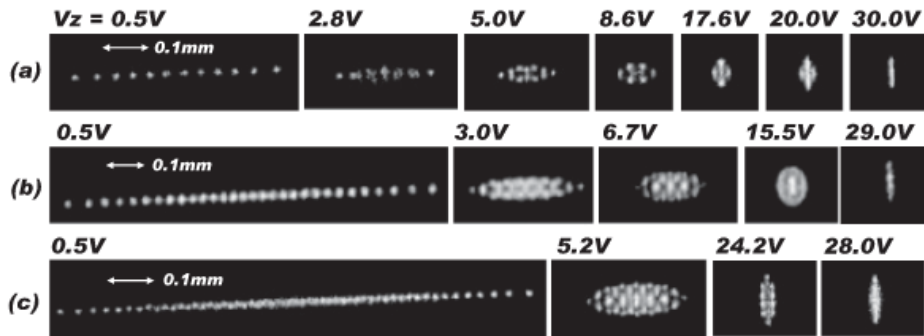 Vz = 0.5V 2.8V 5.0V 8.6V 17.6V 20.0V 30.0V
(a) 0.1mm
0.5V 3.0V 6.7V 15.5V 29.0V
(b) 0.1mm
0.5V 5.2V 24.2V 28.0V
(c) 0.1mm